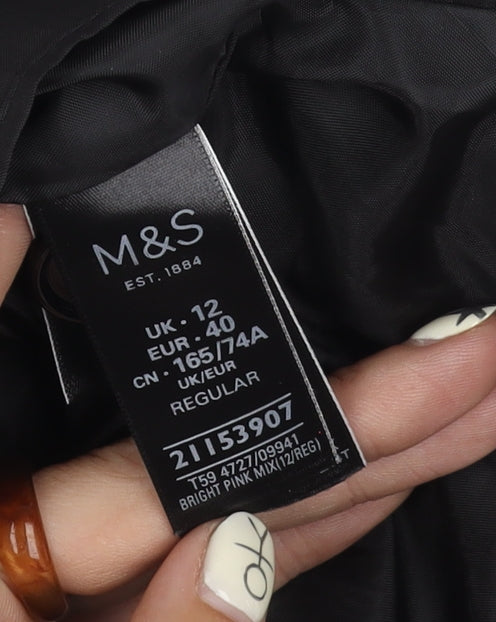 M&S
EST. 1884
UK · 12
EUR · 40
CN · 165/74A
UK/EUR
REGULAR
21153907
T59 4727/09941
BRIGHT PINK MIX(12/REG)